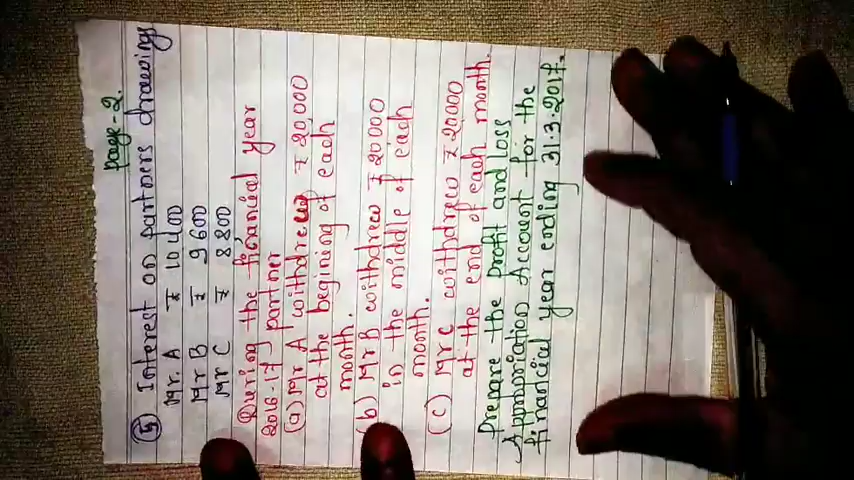 Page-2.
(5) Interest on partners drawings
Mr. A ₹ 10400
Mr B ₹ 9600
Mr C ₹ 8800
During the financial year
2016-17 partner
(a) Mr A withdrew ₹ 20,000
at the begining of each
month.
(b) Mr B withdrew ₹ 20000
in the middle of each
month.
(c) Mr C withdrew ₹ 20000
at the end of each month.
Prepare the profit and loss
Appropriation Account for the
financial year ending 31.3.2017.